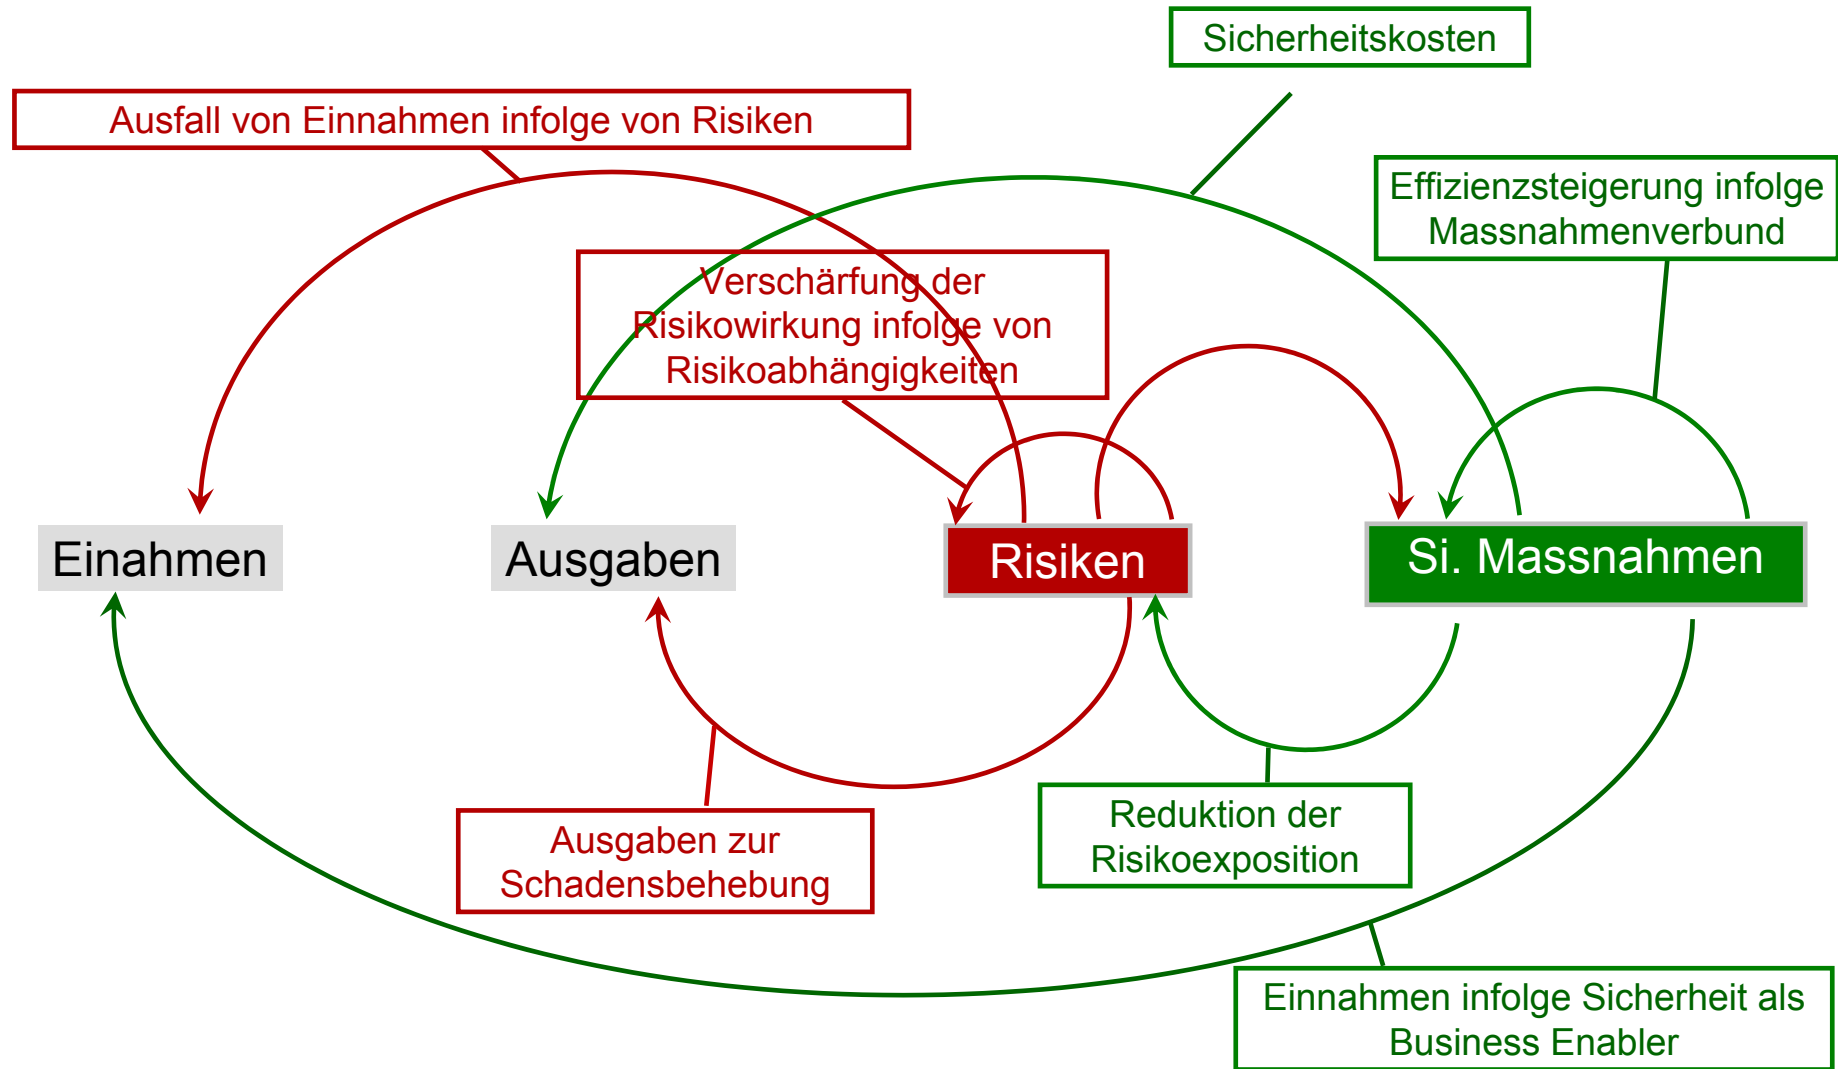 Sicherheitskosten
Ausfall von Einnahmen infolge von Risiken
Effizienzsteigerung infolge
Massnahmenverbund
Verschärfung der
Risikowirkung infolge von
Risikoabhängigkeiten
Einahmen
Ausgaben
Risiken
Si. Massnahmen
Reduktion der
Risikoexposition
Ausgaben zur
Schadensbehebung
Einnahmen infolge Sicherheit als
Business Enabler